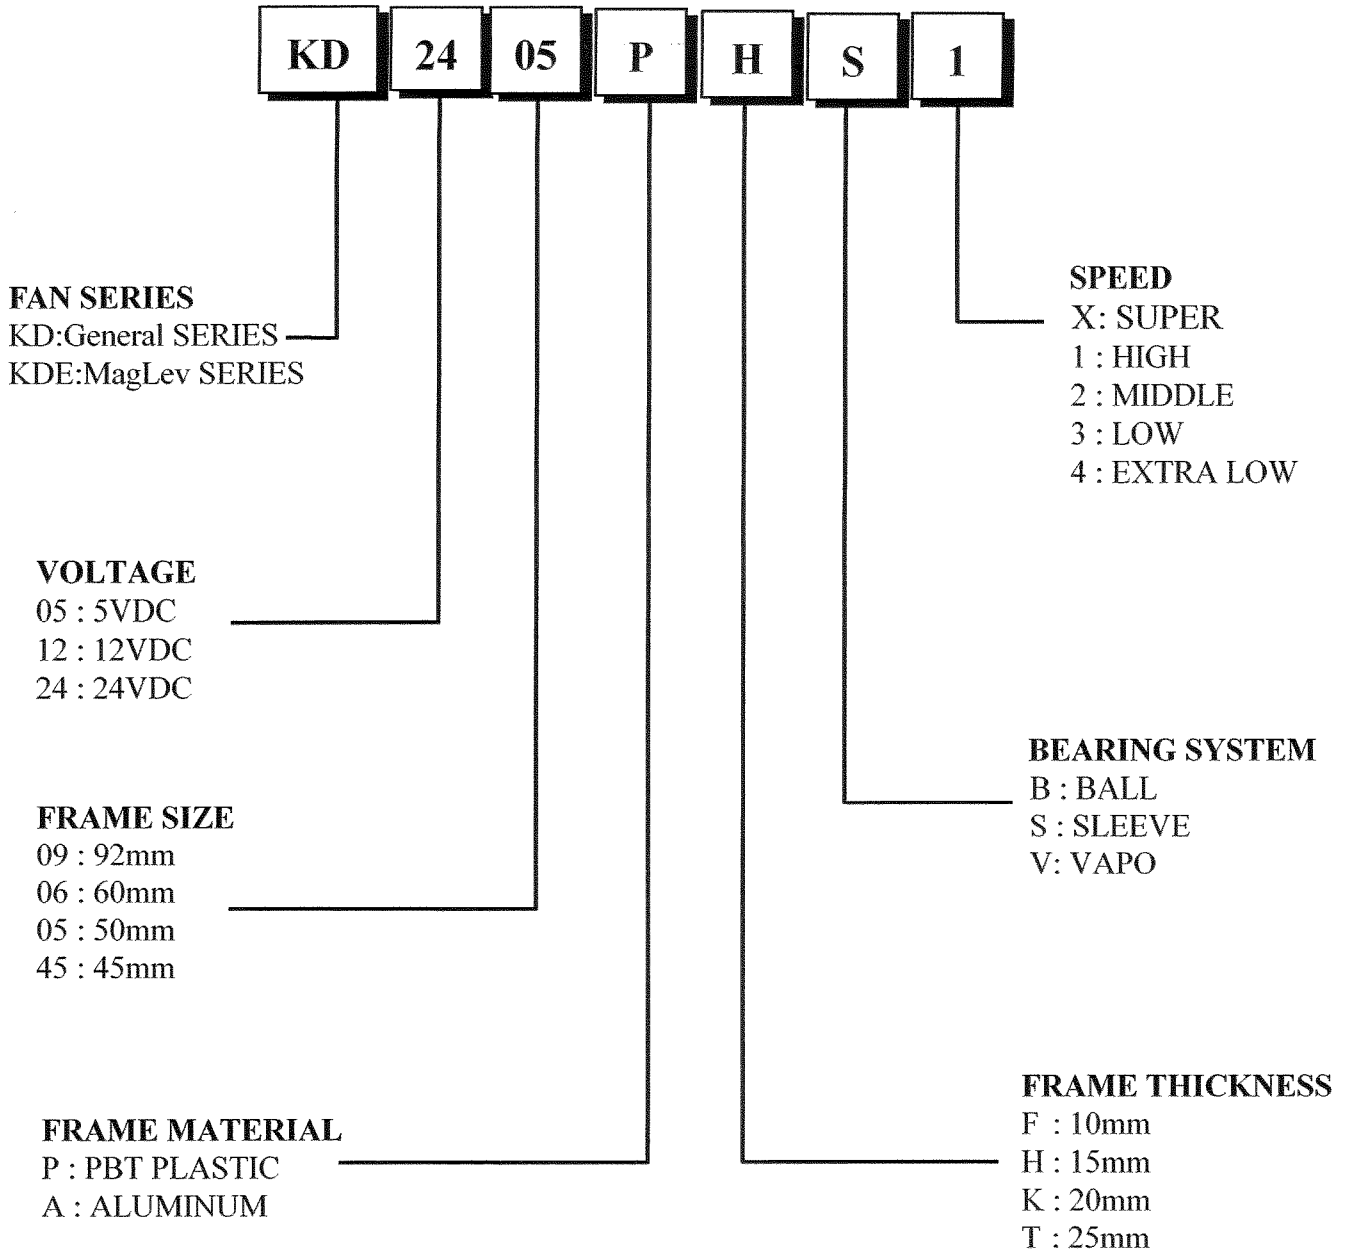 KD 24 05 P H S 1
FAN SERIES
KD:General SERIES
KDE:MagLev SERIES
SPEED
X: SUPER
1 : HIGH
2 : MIDDLE
3 : LOW
4 : EXTRA LOW
VOLTAGE
05 : 5VDC
12 : 12VDC
24 : 24VDC
BEARING SYSTEM
B : BALL
S : SLEEVE
V: VAPO
FRAME SIZE
09 : 92mm
06 : 60mm
05 : 50mm
45 : 45mm
FRAME MATERIAL
P : PBT PLASTIC
A : ALUMINUM
FRAME THICKNESS
F : 10mm
H : 15mm
K : 20mm
T : 25mm